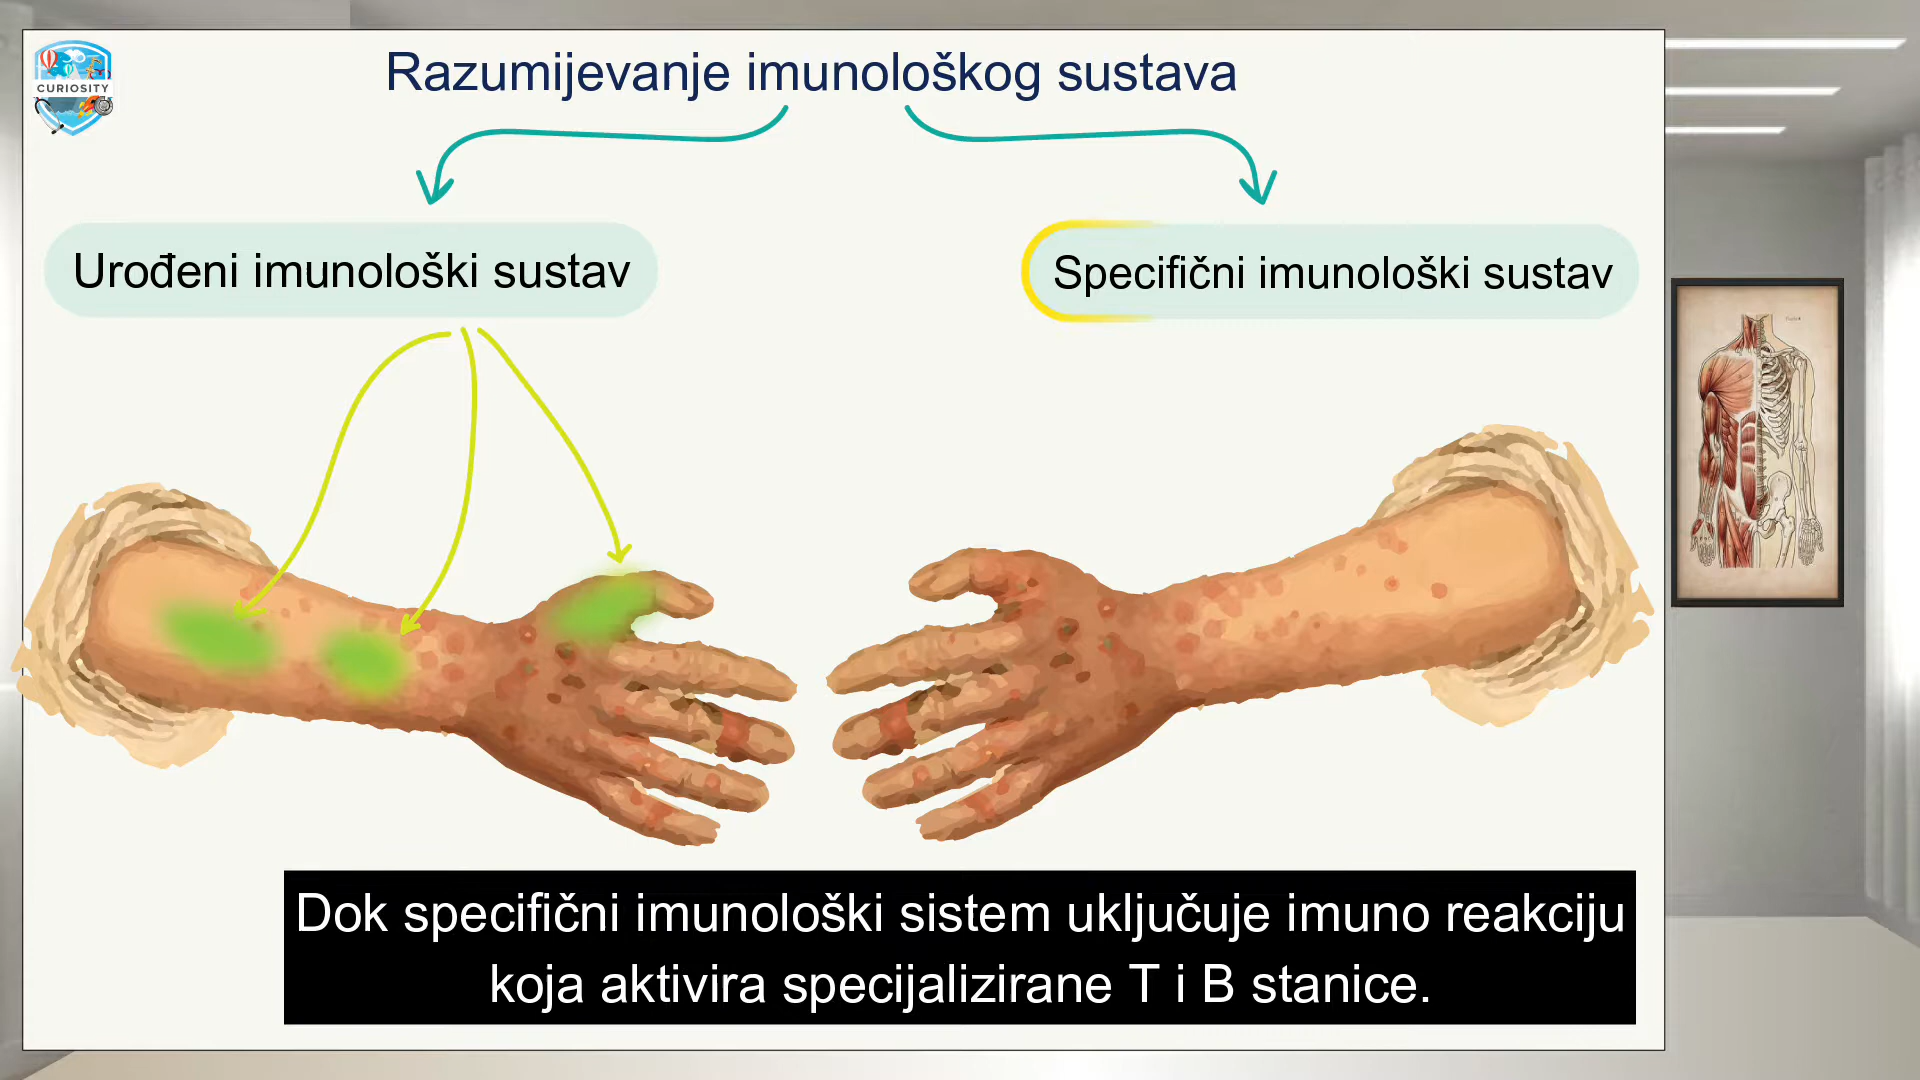 CURIOSITY
Razumijevanje imunološkog sustava
Urođeni imunološki sustav
Specifični imunološki sustav
Dok specifični imunološki sistem uključuje imuno reakciju
koja aktivira specijalizirane T i B stanice.